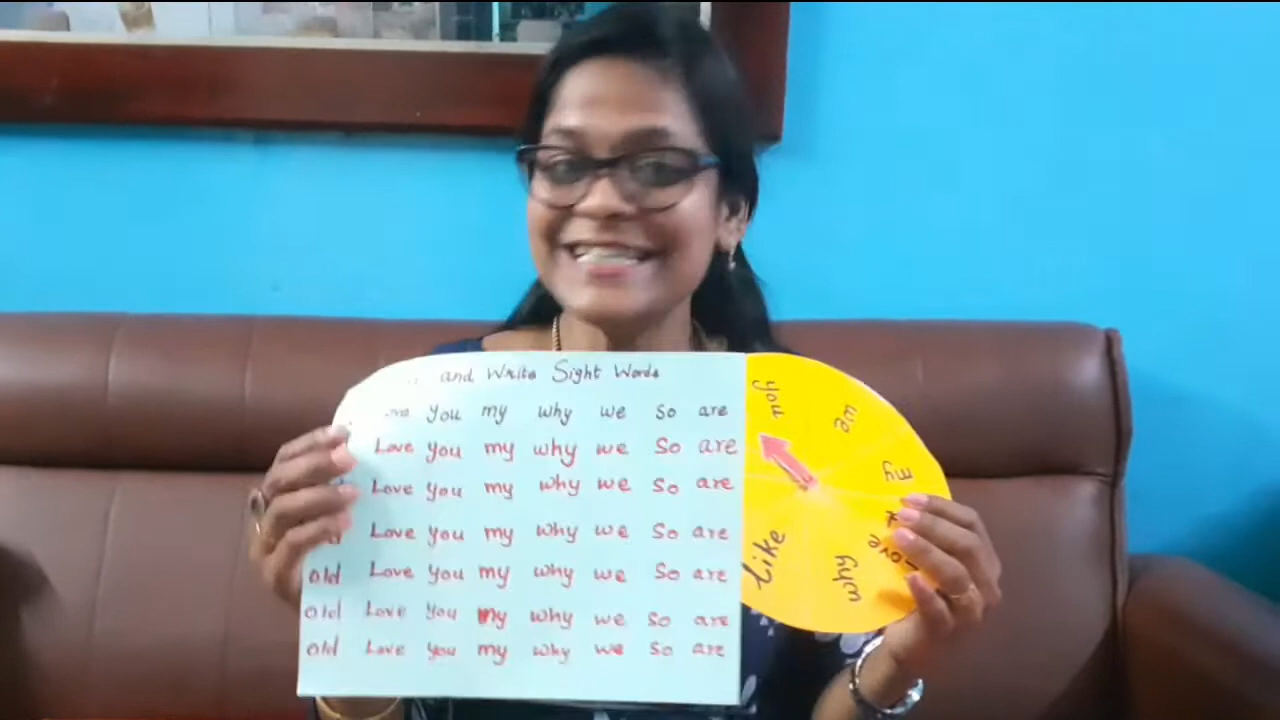 and Write Sight Words
you my why we so are
Love you my why we so are
Love you my why we so are
Love you my why we so are
old Love you my why we so are
old Love you my why we so are
old Love you my why we so are
you
we
my
Love
why
like